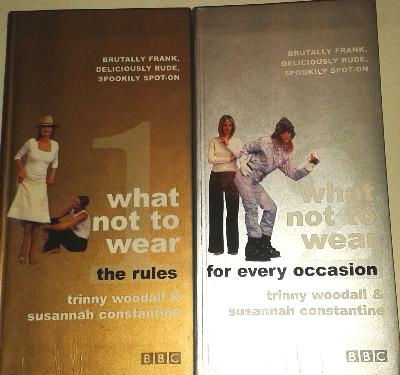 BRUTALLY FRANK,
DELICIOUSLY RUDE,
SPOOKILY SPOT-ON
1
what
not to
wear
the rules
trinny woodall &
susannah constantine
BBC
BRUTALLY FRANK,
DELICIOUSLY RUDE,
SPOOKILY SPOT-ON
what
not to
wear
for every occasion
trinny woodall &
susannah constantine
BBC